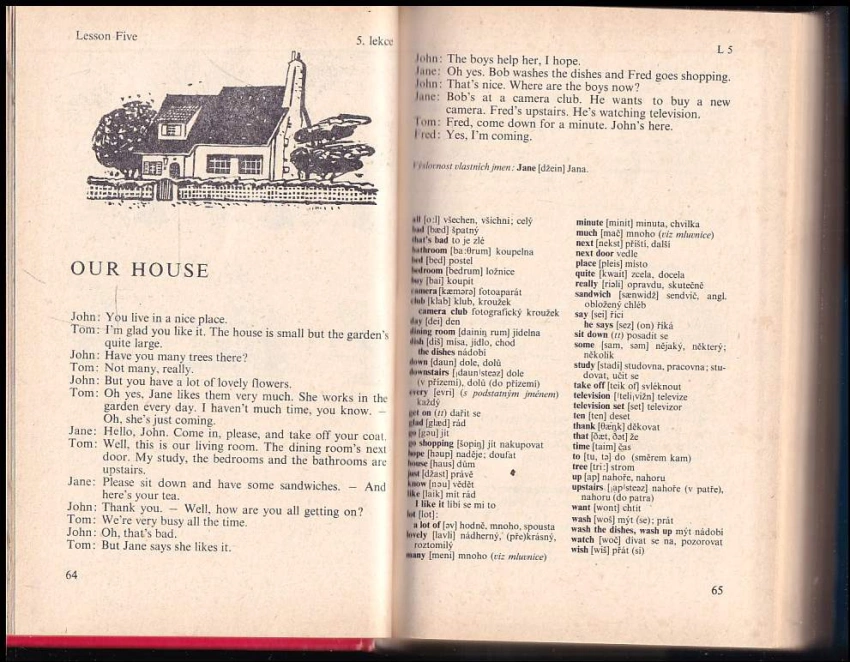 Lesson Five
5. lekce
OUR HOUSE
John: You live in a nice place.
Tom: I'm glad you like it. The house is small but the garden's
quite large.
John: Have you many trees there?
Tom: Not many, really.
John: But you have a lot of lovely flowers.
Tom: Oh yes, Jane likes them very much. She works in the
garden every day. I haven't much time, you know. —
Oh, she's just coming.
Jane: Hello, John. Come in, please, and take off your coat.
Tom: Well, this is our living room. The dining room's next
door. My study, the bedrooms and the bathrooms are
upstairs.
Jane: Please sit down and have some sandwiches. — And
here's your tea.
John: Thank you. — Well, how are you all getting on?
Tom: We're very busy all the time.
John: Oh, that's bad.
Tom: But Jane says she likes it.
64
L 5
John: The boys help her, I hope.
Jane: Oh yes. Bob washes the dishes and Fred goes shopping.
John: That's nice. Where are the boys now?
Jane: Bob's at a camera club. He wants to buy a new
camera. Fred's upstairs. He's watching television.
Tom: Fred, come down for a minute. John's here.
Fred: Yes, I'm coming.
Výslovnost vlastních jmen: Jane [džein] Jana.
all [o:l] všechen, všichni; celý
bad [bæd] špatný
that's bad to je zlé
bathroom [ba:θrum] koupelna
bed [bed] postel
bedroom [bedrum] ložnice
buy [bai] koupit
camera [kæmərə] fotoaparát
club [klab] klub, kroužek
camera club fotografický kroužek
day [dei] den
dining room [dainiŋ rum] jídelna
dish [diš] mísa, jídlo, chod
the dishes nádobí
down [daun] dole, dolů
downstairs [ˌdaunˈsteəz] dole
(v přízemí), dolů (do přízemí)
every [evri] (s podstatným jménem)
každý
get on (tt) dařit se
glad [glæd] rád
go [gəu] jít
go shopping [šopiŋ] jít nakupovat
hope [həup] naděje; doufat
house [haus] dům
just [džast] právě
know [nəu] vědět
like [laik] mít rád
I like it líbí se mi to
lot [lot]:
a lot of [əv] hodně, mnoho, spousta
lovely [lavli] nádherný, (pře)krásný,
roztomilý
many [meni] mnoho (viz mluvnice)
minute [minit] minuta, chvilka
much [mač] mnoho (viz mluvnice)
next [nekst] příští, další
next door vedle
place [pleis] místo
quite [kwait] zcela, docela
really [riəli] opravdu, skutečně
sandwich [sænwidž] sendvič, angl.
obložený chléb
say [sei] říci
he says [sez] (on) říká
sit down (tt) posadit se
some [sam, səm] nějaký, některý;
několik
study [stadi] studovna, pracovna; stu-
dovat, učit se
take off [teik of] svléknout
television [ˈteliˌvižn] televize
television set [set] televizor
ten [ten] deset
thank [θæŋk] děkovat
that [ðæt, ðət] že
time [taim] čas
to [tu, tə] do (směrem kam)
tree [tri:] strom
up [ap] nahoře, nahoru
upstairs [ˌapˈsteəz] nahoře (v patře),
nahoru (do patra)
want [wont] chtít
wash [woš] mýt (se); prát
wash the dishes, wash up mýt nádobí
watch [woč] dívat se na, pozorovat
wish [wiš] přát (si)
65